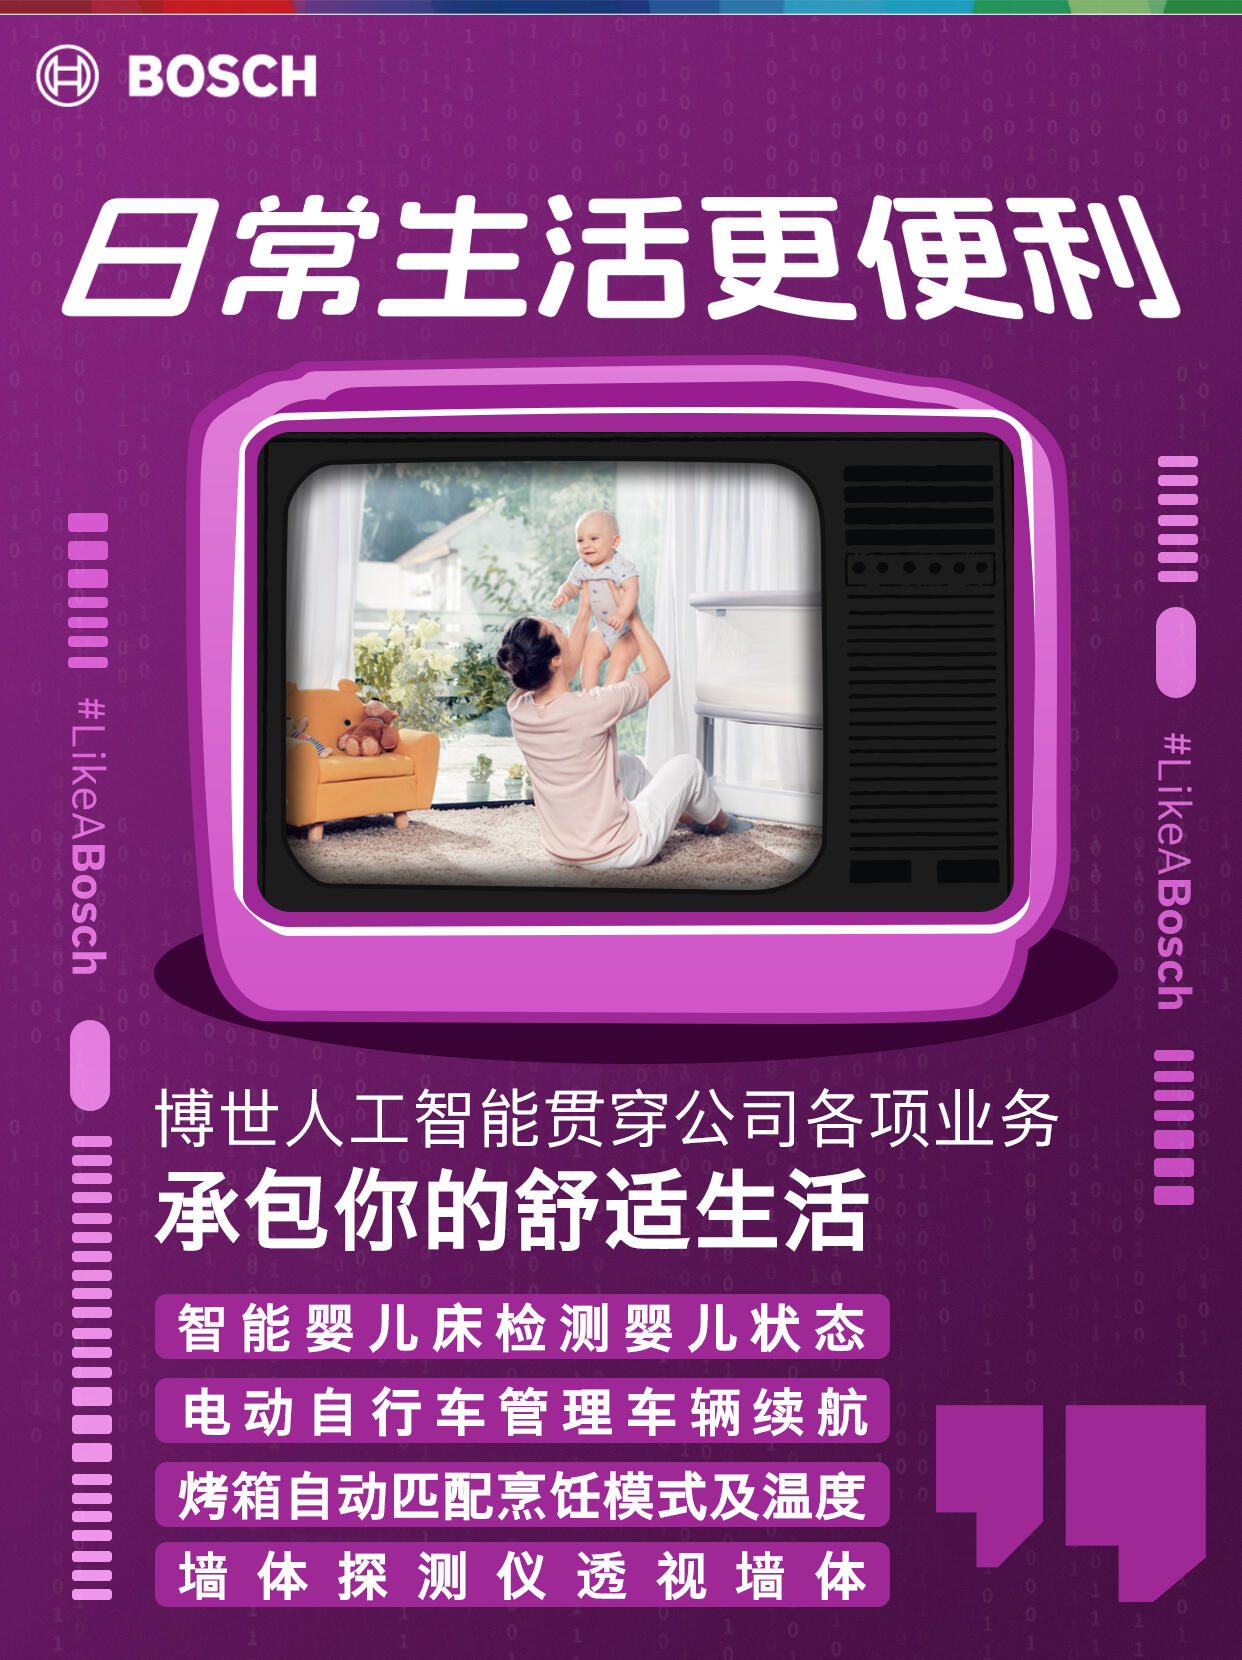 BOSCH
日常生活更便利
#LikeABosch
#LikeABosch
博世人工智能贯穿公司各项业务
承包你的舒适生活
智能婴儿床检测婴儿状态
电动自行车管理车辆续航
烤箱自动匹配烹饪模式及温度
墙体探测仪透视墙体